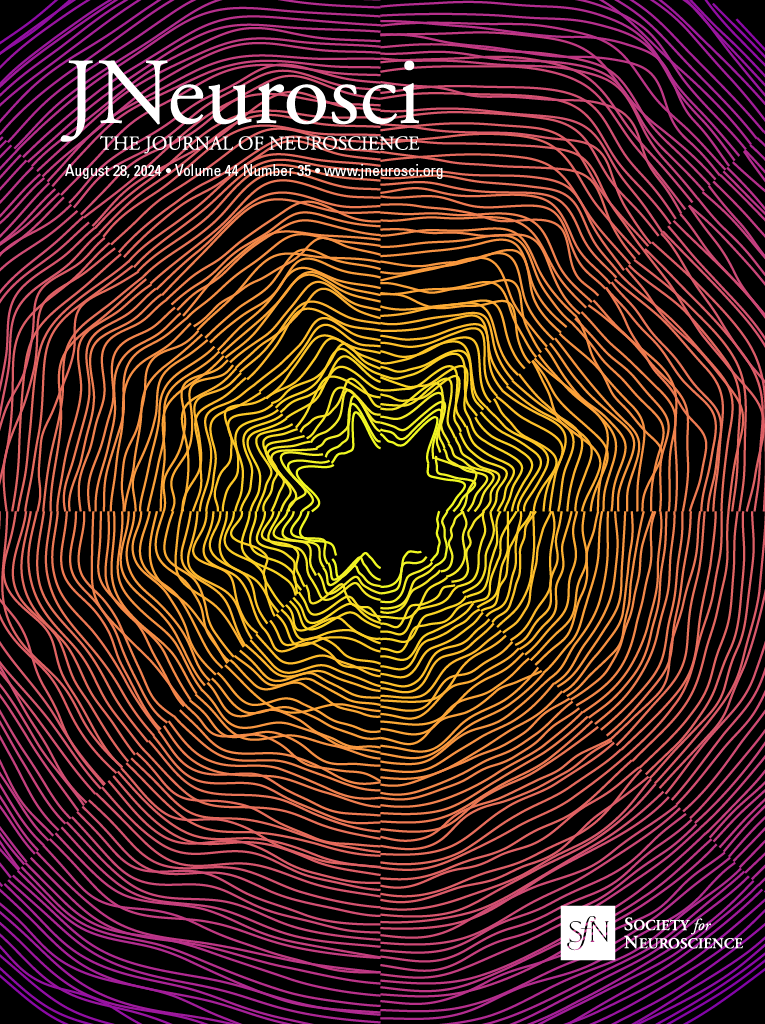 JNeurosci
THE JOURNAL OF NEUROSCIENCE
August 28, 2024 • Volume 44 Number 35 • www.jneurosci.org
SfN
SOCIETY for
NEUROSCIENCE